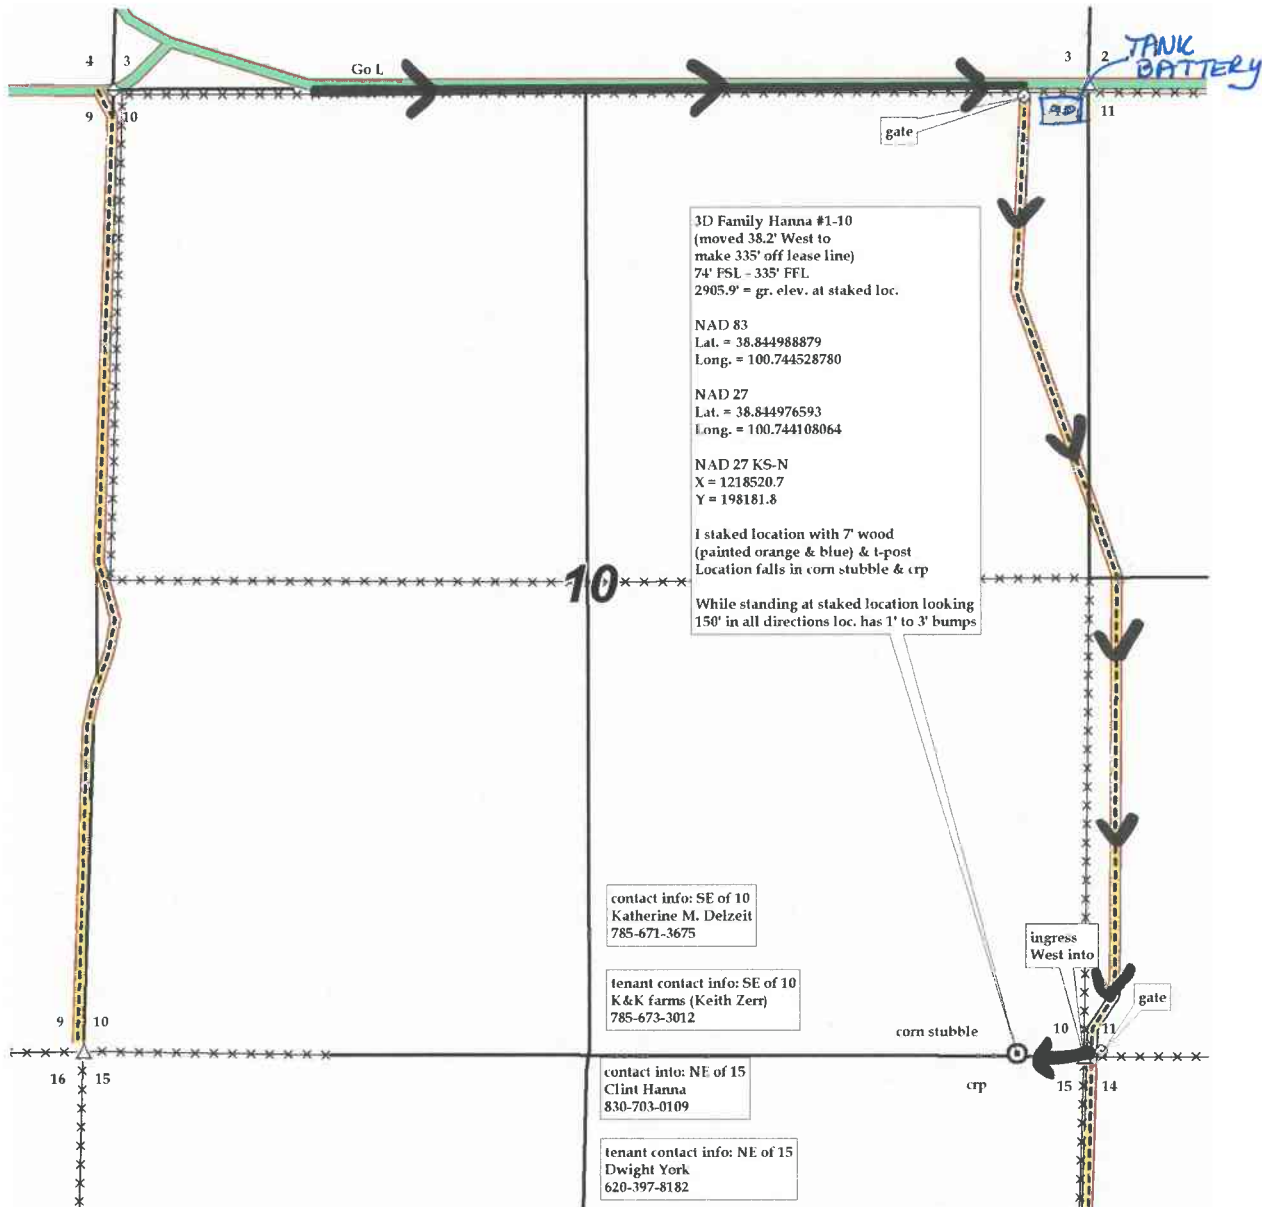 4 3
Go L
3 2
TANK
BATTERY
9 10
11
gate
3D Family Hanna #1-10
(moved 38.2' West to
make 335' off lease line)
74' FSL - 335' FFL
2905.9' = gr. elev. at staked loc.
NAD 83
Lat. = 38.844988879
Long. = 100.744528780
NAD 27
Lat. = 38.844976593
Long. = 100.744108064
NAD 27 KS-N
X = 1218520.7
Y = 198181.8
I staked location with 7' wood
(painted orange & blue) & t-post
Location falls in corn stubble & crp
While standing at staked location looking
150' in all directions loc. has 1' to 3' bumps
10
contact info: SE of 10
Katherine M. Delzeit
785-671-3675
ingress
West into
tenant contact info: SE of 10
K&K farms (Keith Zerr)
785-673-3012
gate
9 10
corn stubble
10 11
16 15
contact into: NE of 15
Clint Hanna
830-703-0109
crp
15 14
tenant contact info: NE of 15
Dwight York
620-397-8182